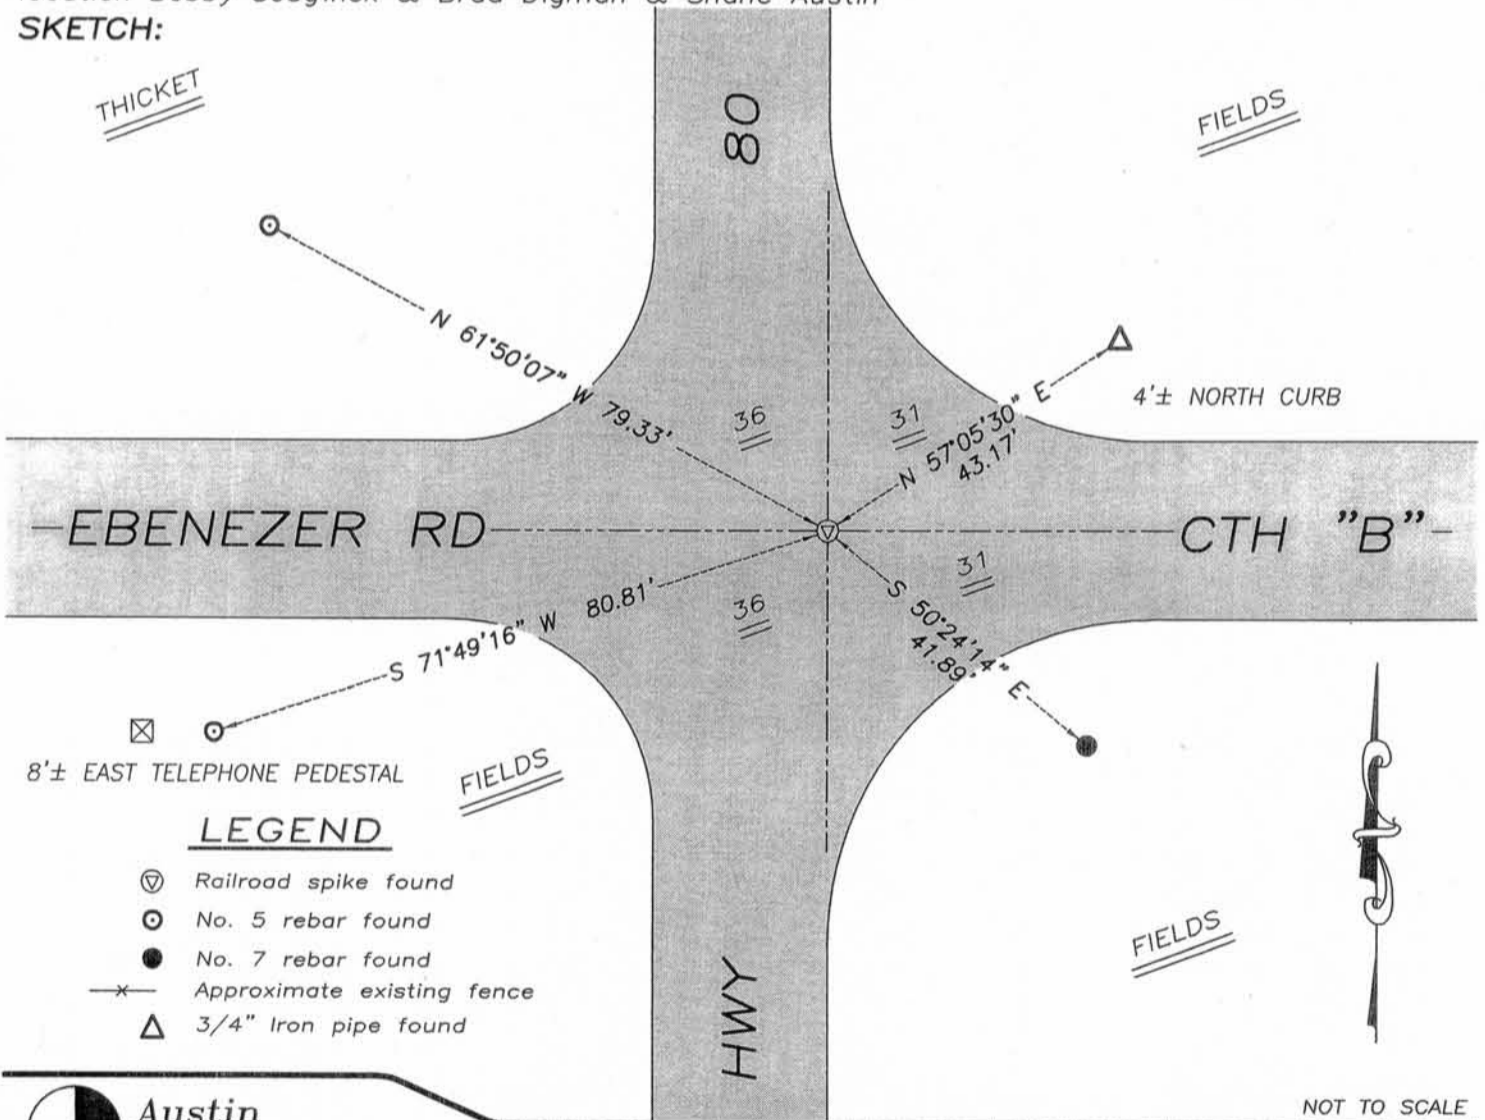 SKETCH:
THICKET
80
FIELDS
N 61°50'07" W 79.33'
36
31
N 57°05'30" E
43.17'
4'± NORTH CURB
EBENEZER RD
CTH "B"
S 71°49'16" W 80.81'
36
31
S 50°24'14" E
41.89'
8'± EAST TELEPHONE PEDESTAL
FIELDS
LEGEND
Railroad spike found
No. 5 rebar found
No. 7 rebar found
Approximate existing fence
3/4" Iron pipe found
HWY
FIELDS
NOT TO SCALE
Austin